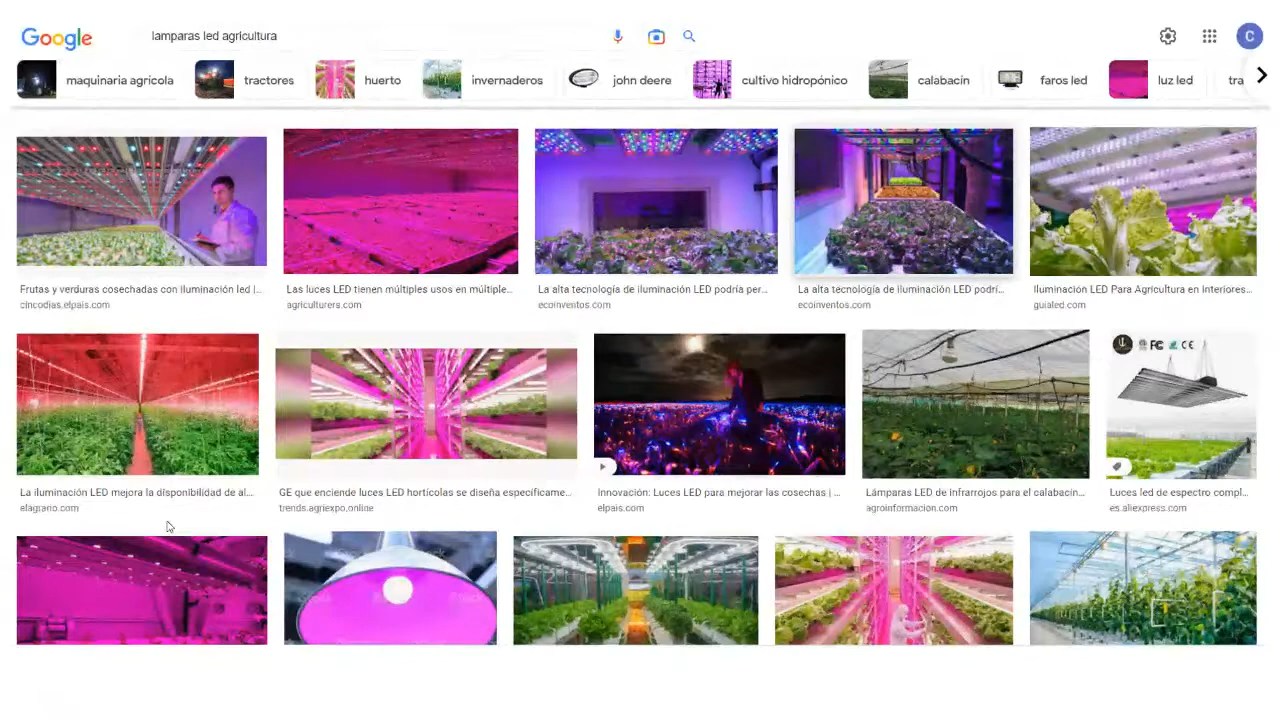 Google
lamparas led agricultura
C
maquinaria agrícola
tractores
huerto
invernaderos
john deere
cultivo hidropónico
calabacín
faros led
luz led
tra
Frutas y verduras cosechadas con iluminación led |...
cincodias.elpais.com
Las luces LED tienen múltiples usos en múltiple...
agriculturers.com
La alta tecnología de iluminación LED podría per...
ecoinventos.com
La alta tecnología de iluminación LED podrí...
ecoinventos.com
Iluminación LED Para Agricultura en Interiores...
guialed.com
FC CE
La iluminación LED mejora la disponibilidad de al...
elagrario.com
GE que enciende luces LED hortícolas se diseña específicame...
trends.agriexpo.online
Innovación: Luces LED para mejorar las cosechas | ...
elpais.com
Lámparas LED de infrarrojos para el calabacín...
agroinformacion.com
Luces led de espectro compl...
es.aliexpress.com